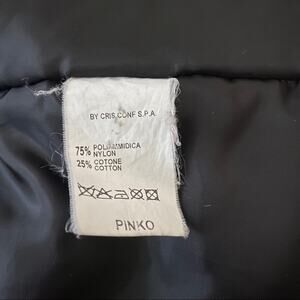 BY CRIS CONF S.P.A.
75% POLIAMMIDICA
NYLON
25% COTONE
COTTON
PINKO